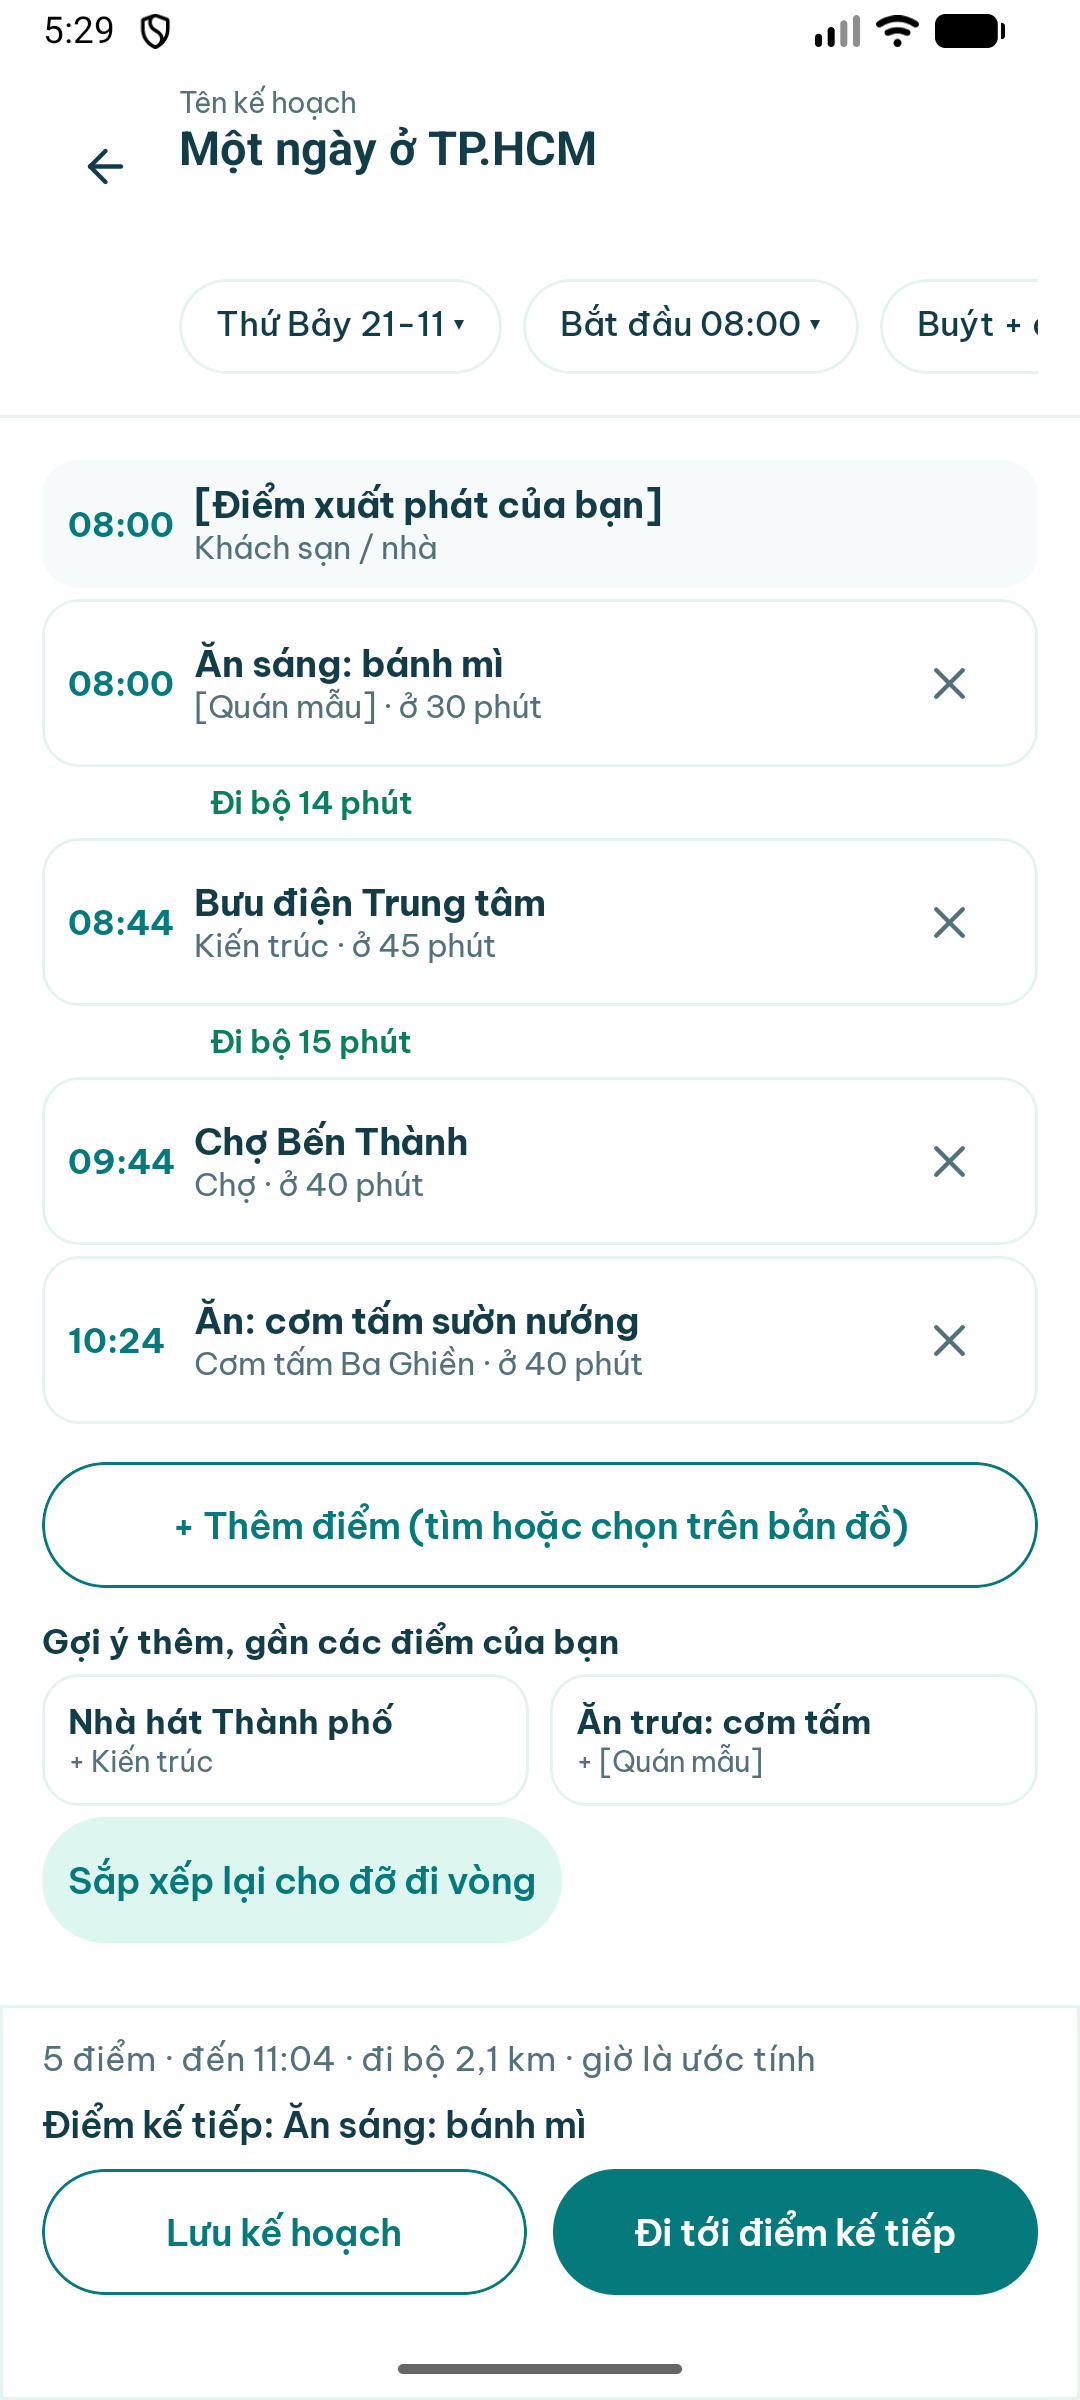 5:29
Tên kế hoạch
Một ngày ở TP.HCM
Thứ Bảy 21-11 ▾
Bắt đầu 08:00 ▾
Buýt +
08:00
[Điểm xuất phát của bạn]
Khách sạn / nhà
08:00
Ăn sáng: bánh mì
[Quán mẫu] · ở 30 phút
Đi bộ 14 phút
08:44
Bưu điện Trung tâm
Kiến trúc · ở 45 phút
Đi bộ 15 phút
09:44
Chợ Bến Thành
Chợ · ở 40 phút
10:24
Ăn: cơm tấm sườn nướng
Cơm tấm Ba Ghiền · ở 40 phút
+ Thêm điểm (tìm hoặc chọn trên bản đồ)
Gợi ý thêm, gần các điểm của bạn
Nhà hát Thành phố
+ Kiến trúc
Ăn trưa: cơm tấm
+ [Quán mẫu]
Sắp xếp lại cho đỡ đi vòng
5 điểm · đến 11:04 · đi bộ 2,1 km · giờ là ước tính
Điểm kế tiếp: Ăn sáng: bánh mì
Lưu kế hoạch
Đi tới điểm kế tiếp